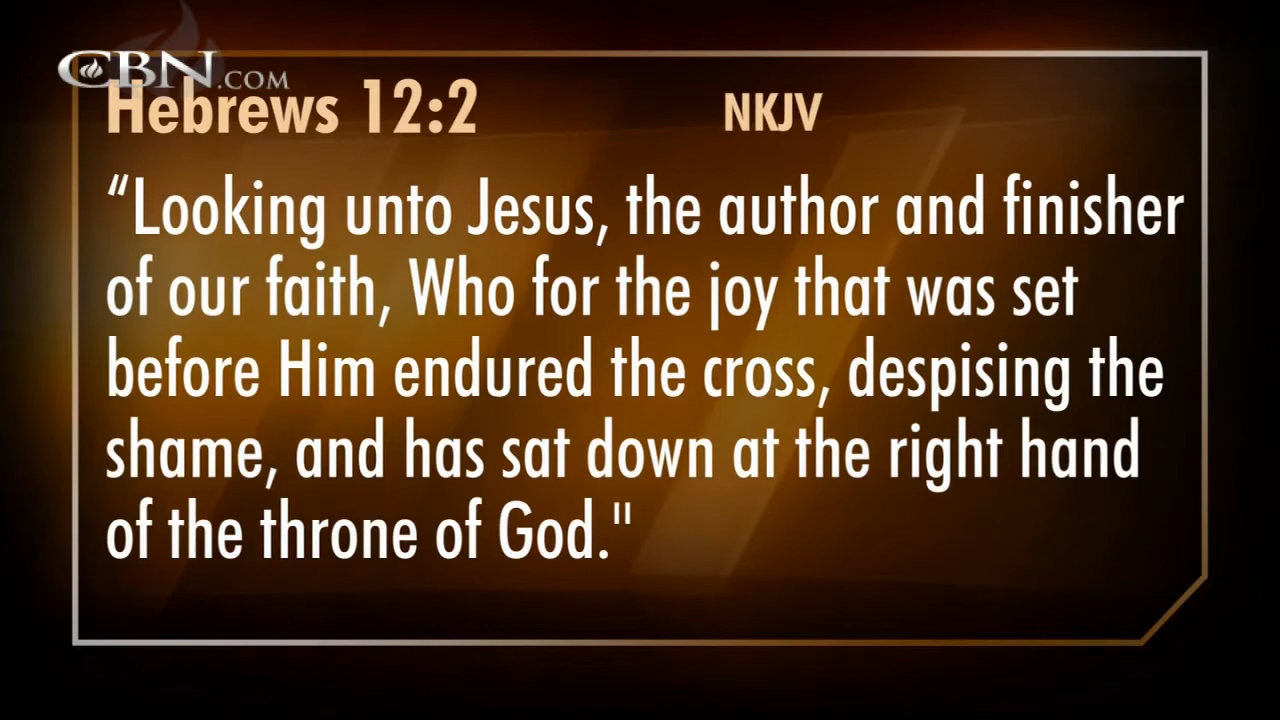 CBN.COM
Hebrews 12:2 NKJV
“Looking unto Jesus, the author and finisher
of our faith, Who for the joy that was set
before Him endured the cross, despising the
shame, and has sat down at the right hand
of the throne of God."